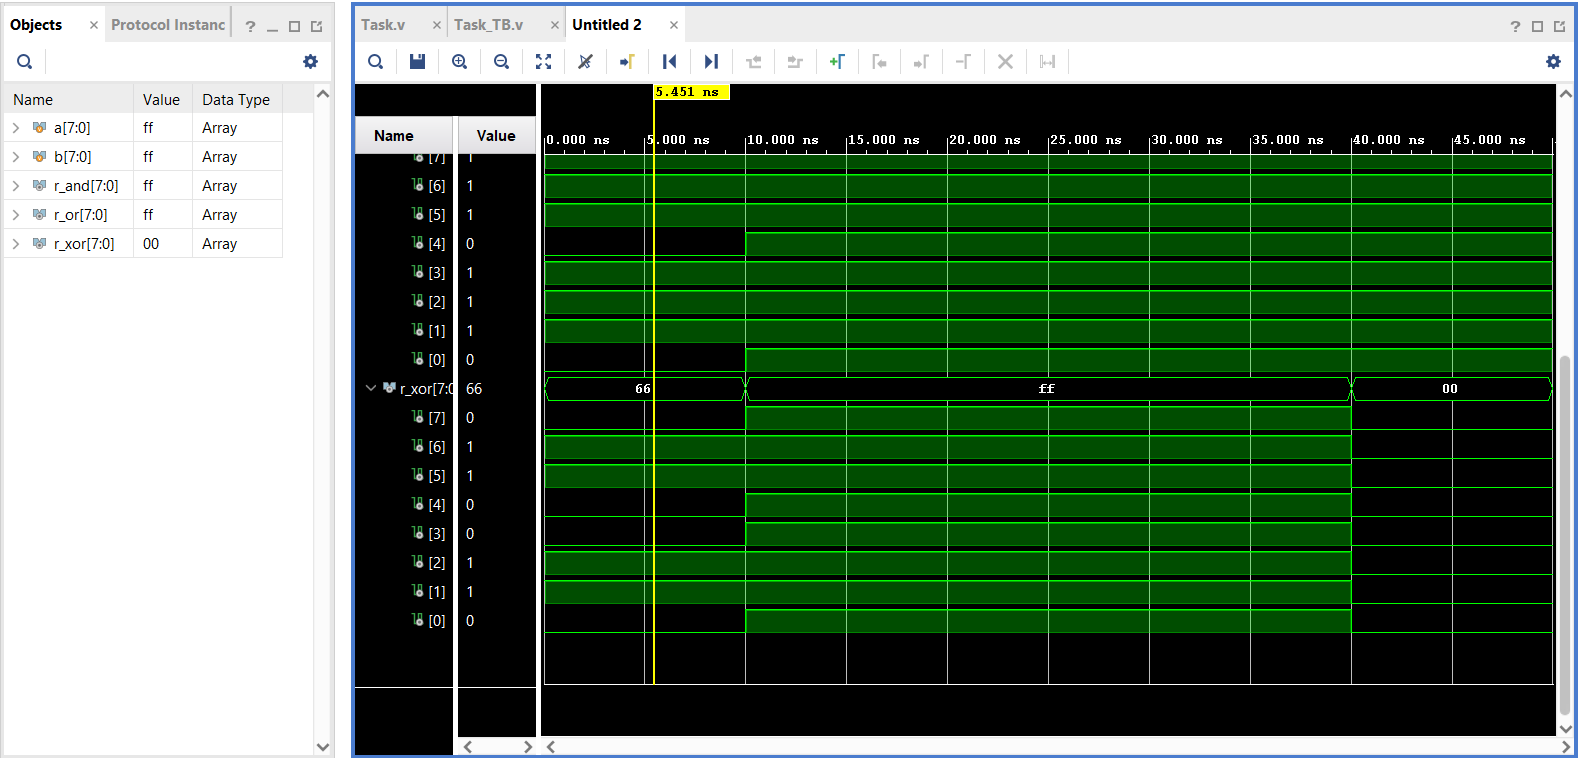 Objects × Protocol Instanc ? _
Name Value Data Type
a[7:0] ff Array
b[7:0] ff Array
r_and[7:0] ff Array
r_or[7:0] ff Array
r_xor[7:0] 00 Array
Task.v × Task_TB.v × Untitled 2 × ?
5.451 ns
Name Value
0.000 ns 5.000 ns 10.000 ns 15.000 ns 20.000 ns 25.000 ns 30.000 ns 35.000 ns 40.000 ns 45.000 ns
[7] 1
[6] 1
[5] 1
[4] 0
[3] 1
[2] 1
[1] 1
[0] 0
r_xor[7:0 66 66 ff 00
[7] 0
[6] 1
[5] 1
[4] 0
[3] 0
[2] 1
[1] 1
[0] 0